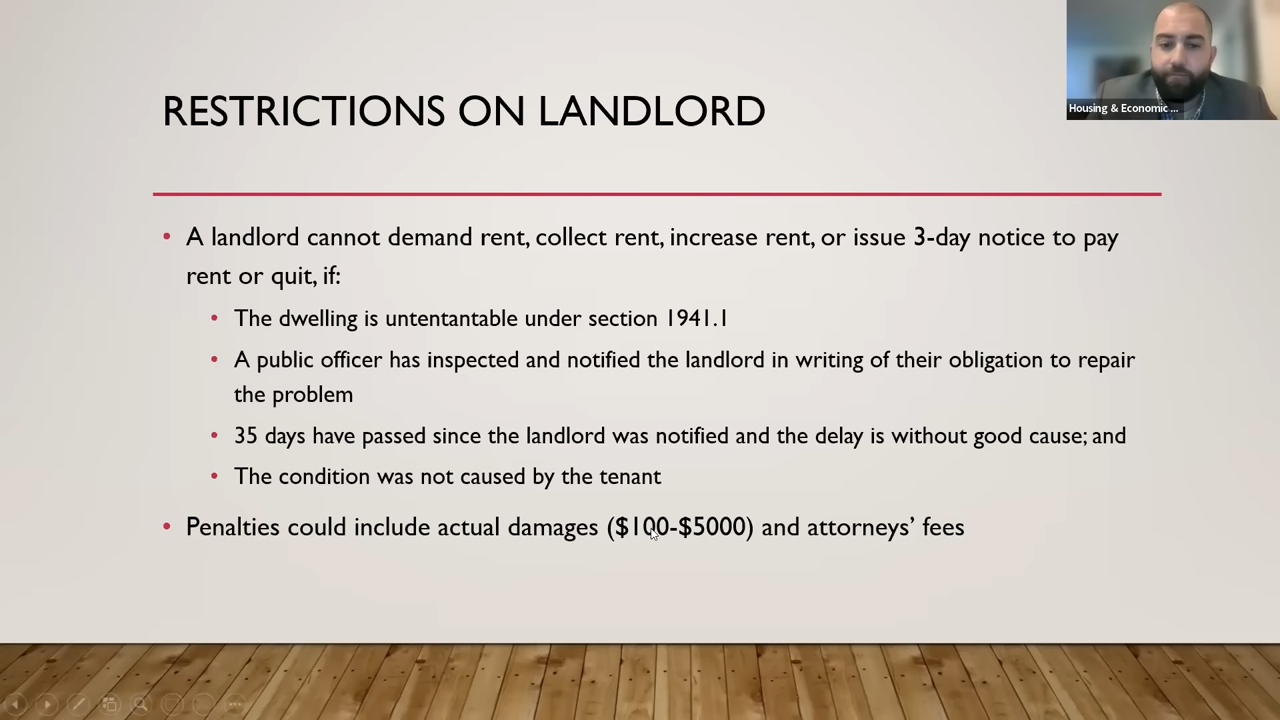 Housing & Economic ...
RESTRICTIONS ON LANDLORD
• A landlord cannot demand rent, collect rent, increase rent, or issue 3-day notice to pay
rent or quit, if:
• The dwelling is untentantable under section 1941.1
• A public officer has inspected and notified the landlord in writing of their obligation to repair
the problem
• 35 days have passed since the landlord was notified and the delay is without good cause; and
• The condition was not caused by the tenant
• Penalties could include actual damages ($100-$5000) and attorneys’ fees